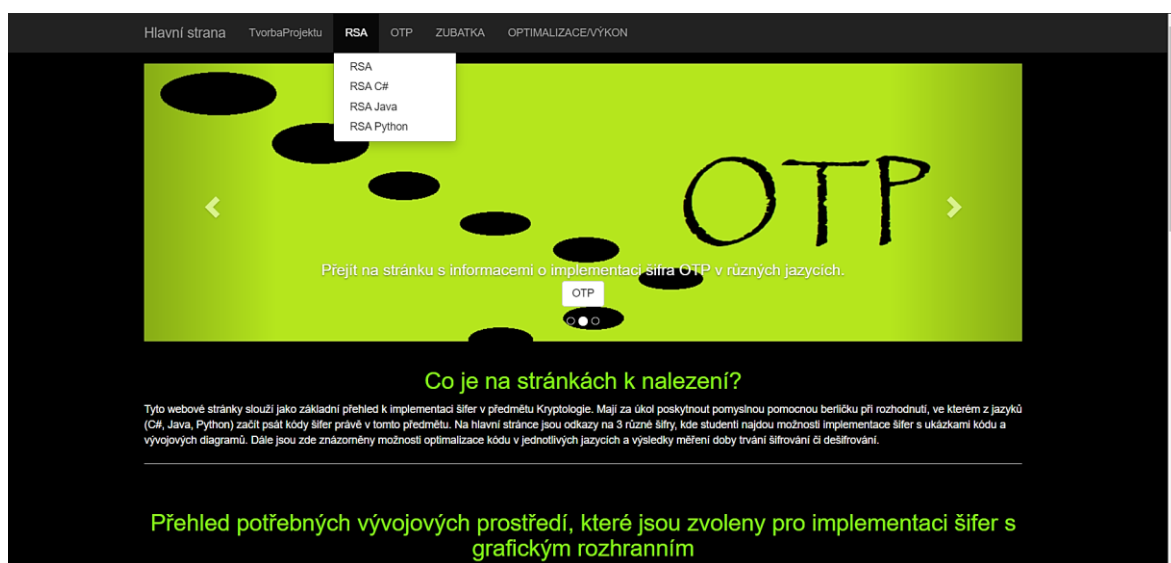 Hlavní strana TvorbaProjektu RSA OTP ZUBATKA OPTIMALIZACE/VÝKON
RSA
RSA C#
RSA Java
RSA Python
OTP
Přejít na stránku s informacemi o implementaci šifra OTP v různých jazycích.
OTP
Co je na stránkách k nalezení?
Tyto webové stránky slouží jako základní přehled k implementaci šifer v předmětu Kryptologie. Mají za úkol poskytnout pomyslnou pomocnou berličku při rozhodnutí, ve kterém z jazyků
(C#, Java, Python) začít psát kódy šifer právě v tomto předmětu. Na hlavní stránce jsou odkazy na 3 různé šifry, kde studenti najdou možnosti implementace šifer s ukázkami kódu a
vývojových diagramů. Dále jsou zde znázorněny možnosti optimalizace kódu v jednotlivých jazycích a výsledky měření doby trvání šifrování či dešifrování.
Přehled potřebných vývojových prostředí, které jsou zvoleny pro implementaci šifer s
grafickým rozhranním